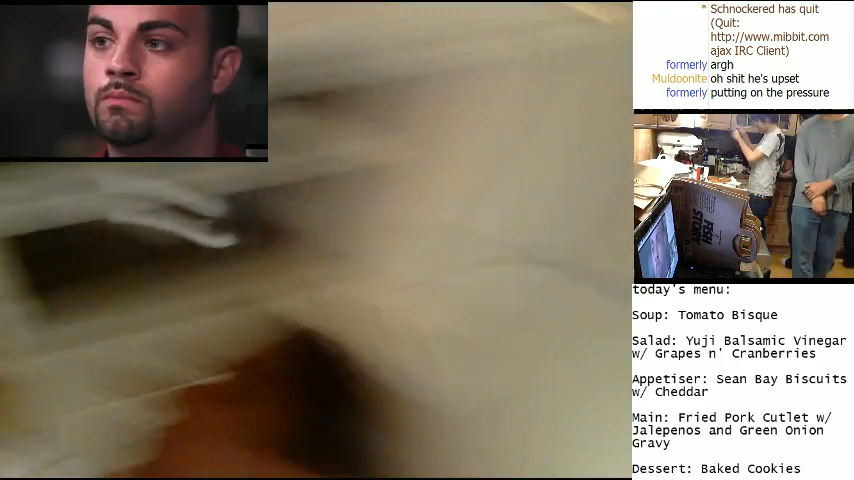 * Schnockered has quit
(Quit:
http://www.mibbit.com
ajax IRC Client)
formerly argh
Muldoonite oh shit he's upset
formerly putting on the pressure
FISH
STORY
today's menu:
Soup: Tomato Bisque
Salad: Yuji Balsamic Vinegar
w/ Grapes n' Cranberries
Appetiser: Sean Bay Biscuits
w/ Cheddar
Main: Fried Pork Cutlet w/
Jalepenos and Green Onion
Gravy
Dessert: Baked Cookies